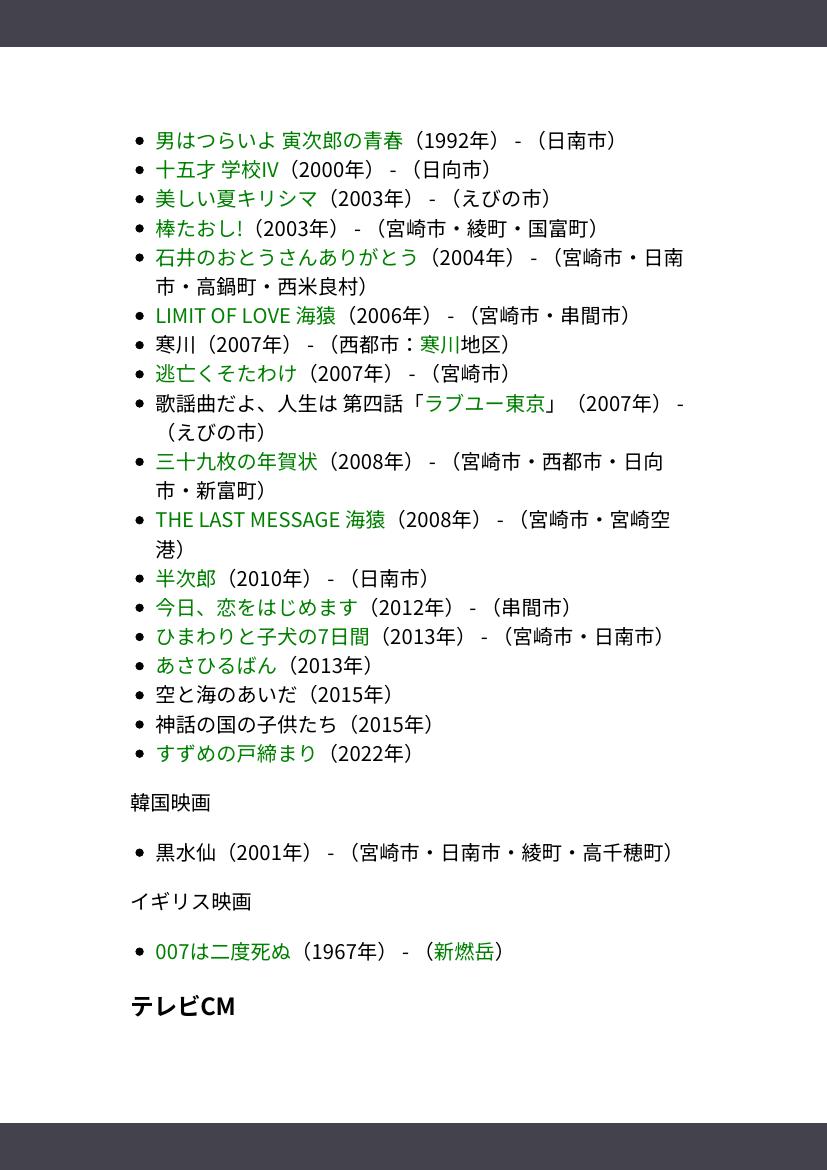 男はつらいよ 寅次郎の青春（1992年） - （日南市）
十五才 学校IV（2000年） - （日向市）
美しい夏キリシマ（2003年） - （えびの市）
棒たおし!（2003年） - （宮崎市・綾町・国富町）
石井のおとうさんありがとう（2004年） - （宮崎市・日南
市・高鍋町・西米良村）
LIMIT OF LOVE 海猿（2006年） - （宮崎市・串間市）
寒川（2007年） - （西都市：寒川地区）
逃亡くそたわけ（2007年） - （宮崎市）
歌謡曲だよ、人生は 第四話「ラブユー東京」（2007年） -
（えびの市）
三十九枚の年賀状（2008年） - （宮崎市・西都市・日向
市・新富町）
THE LAST MESSAGE 海猿（2008年） - （宮崎市・宮崎空
港）
半次郎（2010年） - （日南市）
今日、恋をはじめます（2012年） - （串間市）
ひまわりと子犬の7日間（2013年） - （宮崎市・日南市）
あさひるばん（2013年）
空と海のあいだ（2015年）
神話の国の子供たち（2015年）
すずめの戸締まり（2022年）
韓国映画
黒水仙（2001年） - （宮崎市・日南市・綾町・高千穂町）
イギリス映画
007は二度死ぬ（1967年） - （新燃岳）
テレビCM